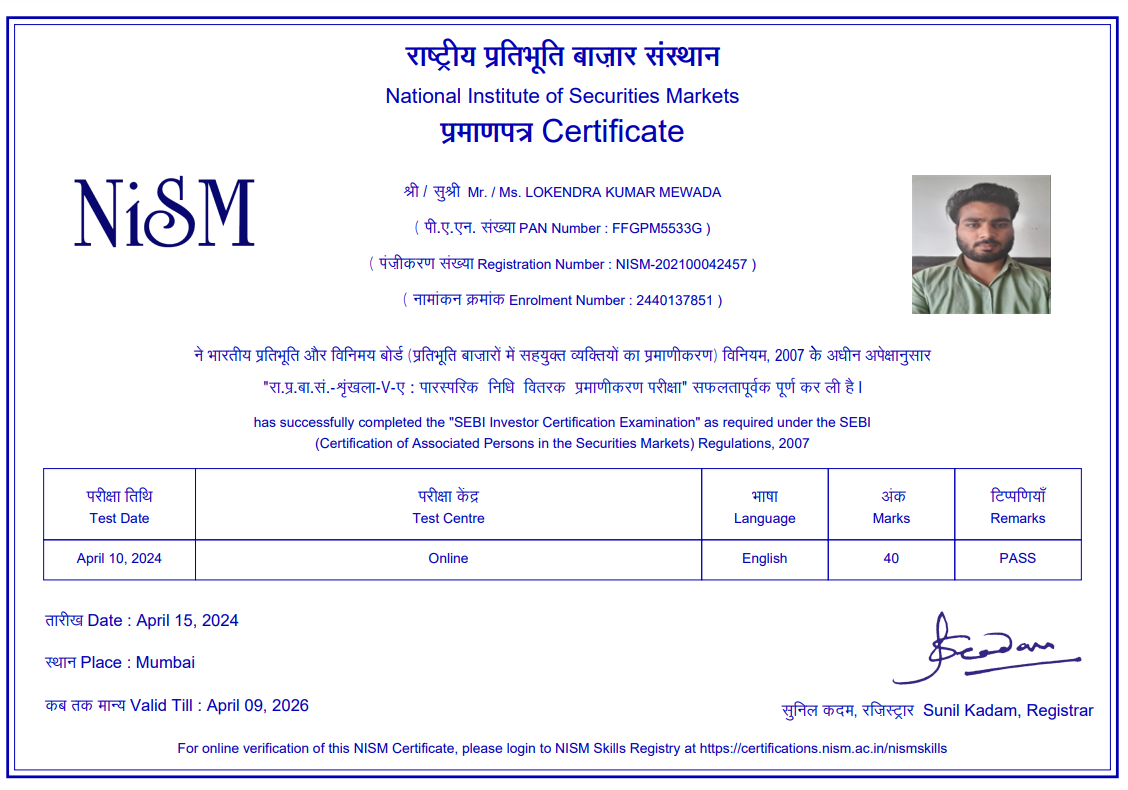 राष्ट्रीय प्रतिभूति बाज़ार संस्थान
National Institute of Securities Markets
प्रमाणपत्र Certificate
NiSM
श्री / सुश्री Mr. / Ms. LOKENDRA KUMAR MEWADA
( पी.ए.एन. संख्या PAN Number : FFGPM5533G )
( पंज़ीकरण संख्या Registration Number : NISM-202100042457 )
( नामांकन क्रमांक Enrolment Number : 2440137851 )
ने भारतीय प्रतिभूति और विनिमय बोर्ड (प्रतिभूति बाजारों में सहयुक्त व्यक्तियों का प्रमाणीकरण) विनियम, 2007 के अधीन अपेक्षानुसार
"रा.प्र.बा.सं.-शृंखला-V-ए : पारस्परिक निधि वितरक प्रमाणीकरण परीक्षा" सफलतापूर्वक पूर्ण कर ली है I
has successfully completed the "SEBI Investor Certification Examination" as required under the SEBI
(Certification of Associated Persons in the Securities Markets) Regulations, 2007
परीक्षा तिथि परीक्षा केंद्र भाषा अंक टिप्पणियाँ
Test Date Test Centre Language Marks Remarks
April 10, 2024 Online English 40 PASS
तारीख Date : April 15, 2024
स्थान Place : Mumbai
कब तक मान्य Valid Till : April 09, 2026
सुनिल कदम, रजिस्ट्रार Sunil Kadam, Registrar
For online verification of this NISM Certificate, please login to NISM Skills Registry at https://certifications.nism.ac.in/nismskills